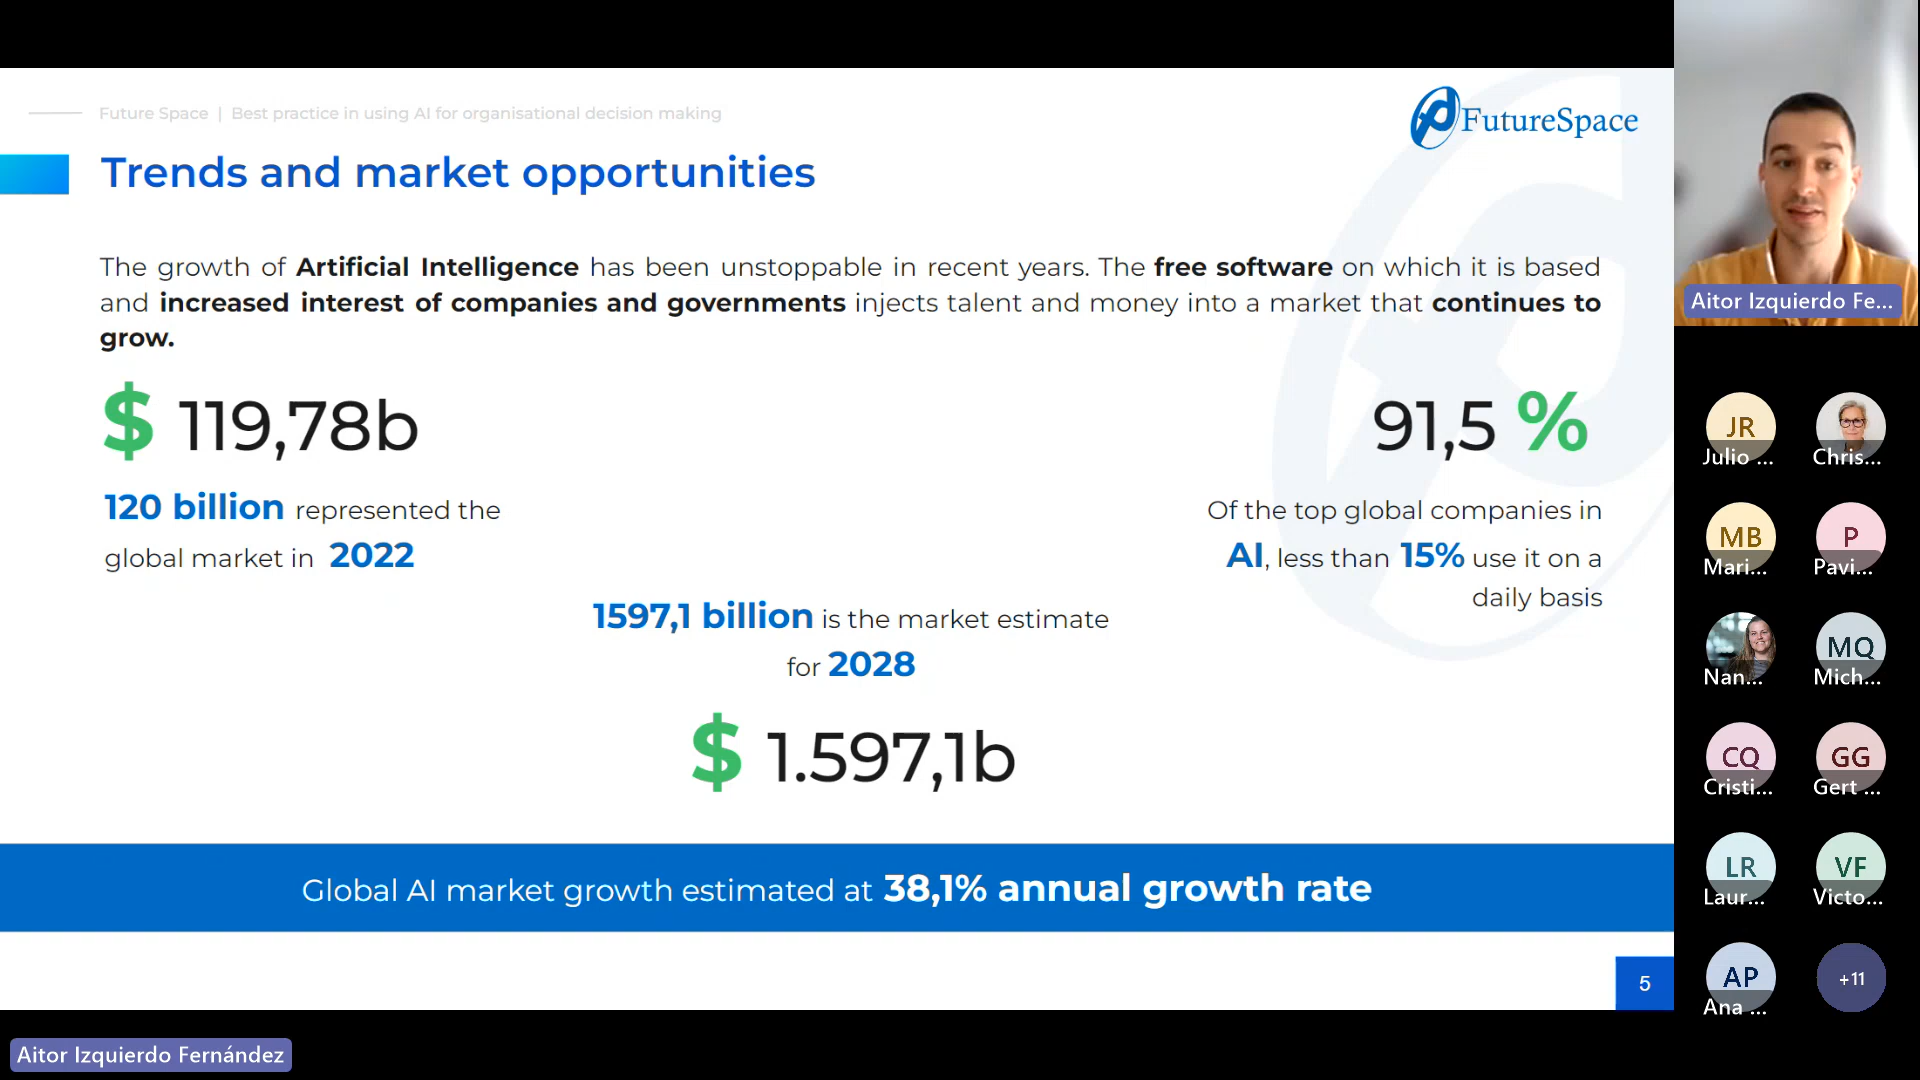 Future Space | Best practice in using AI for organisational decision making
FutureSpace
Trends and market opportunities
The growth of Artificial Intelligence has been unstoppable in recent years. The free software on which it is based
and increased interest of companies and governments injects talent and money into a market that continues to
grow.
$ 119,78b
120 billion represented the
global market in 2022
91,5 %
Of the top global companies in
AI, less than 15% use it on a
daily basis
1597,1 billion is the market estimate
for 2028
$ 1.597,1b
Global AI market growth estimated at 38,1% annual growth rate
5
Aitor Izquierdo Fernández
Aitor Izquierdo Fe...
JR
Julio ...
Chris...
MB
Mari...
P
Pavi...
Nan...
MQ
Mich...
CQ
Cristi...
GG
Gert ...
LR
Laur...
VF
Victo...
AP
Ana ...
+11